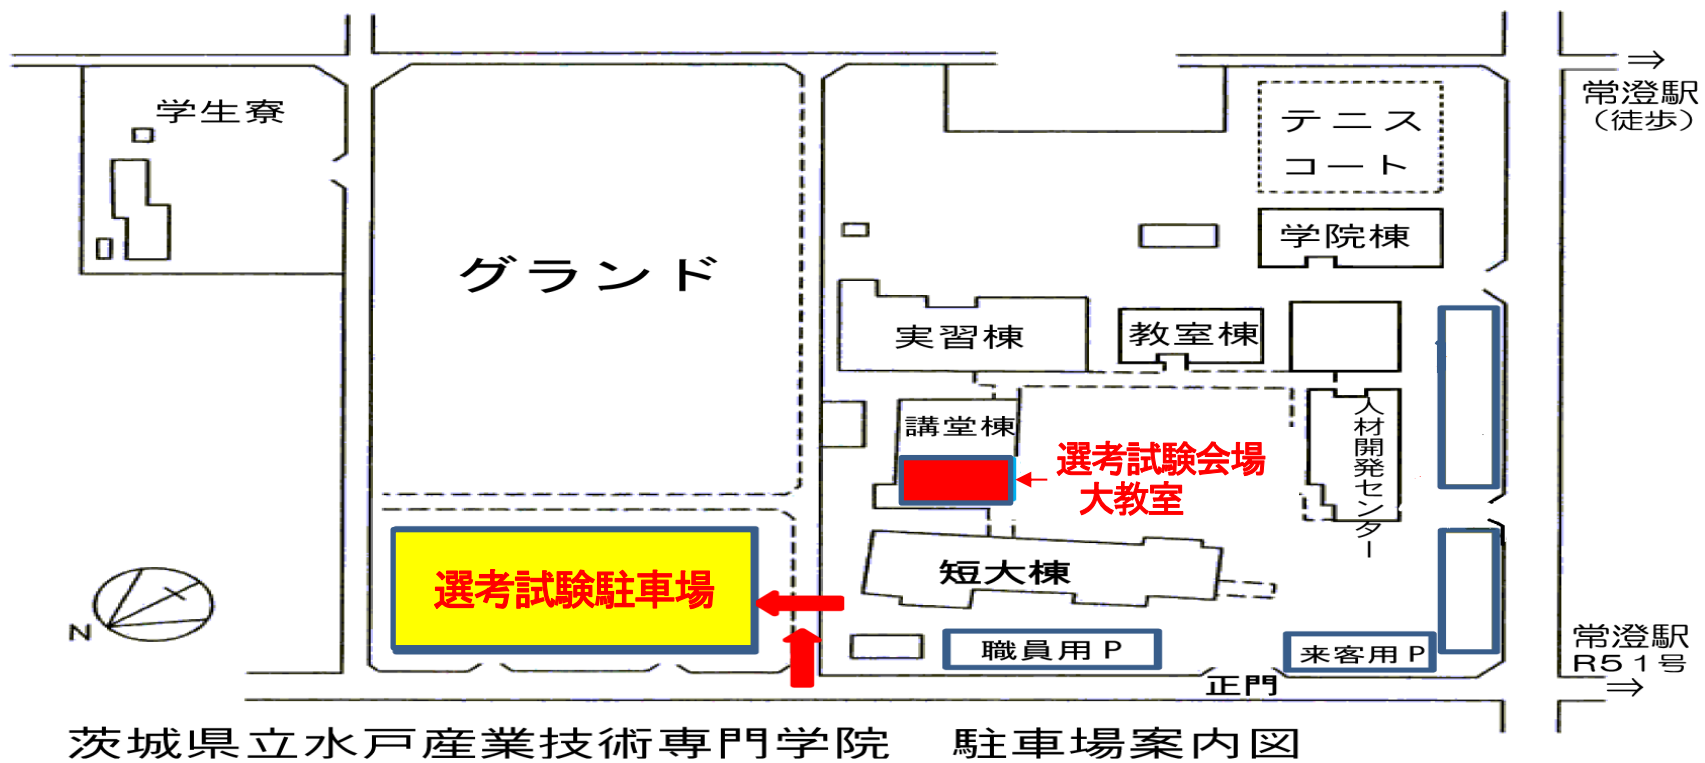 ⇒
常澄駅
（徒歩）
学生寮
テニス
コート
学院棟
グランド
実習棟
教室棟
人材開発センター
講堂棟
選考試験会場
大教室
選考試験駐車場
短大棟
N
職員用Ｐ
来客用Ｐ
常澄駅
Ｒ５１号
⇒
正門
茨城県立水戸産業技術専門学院　駐車場案内図